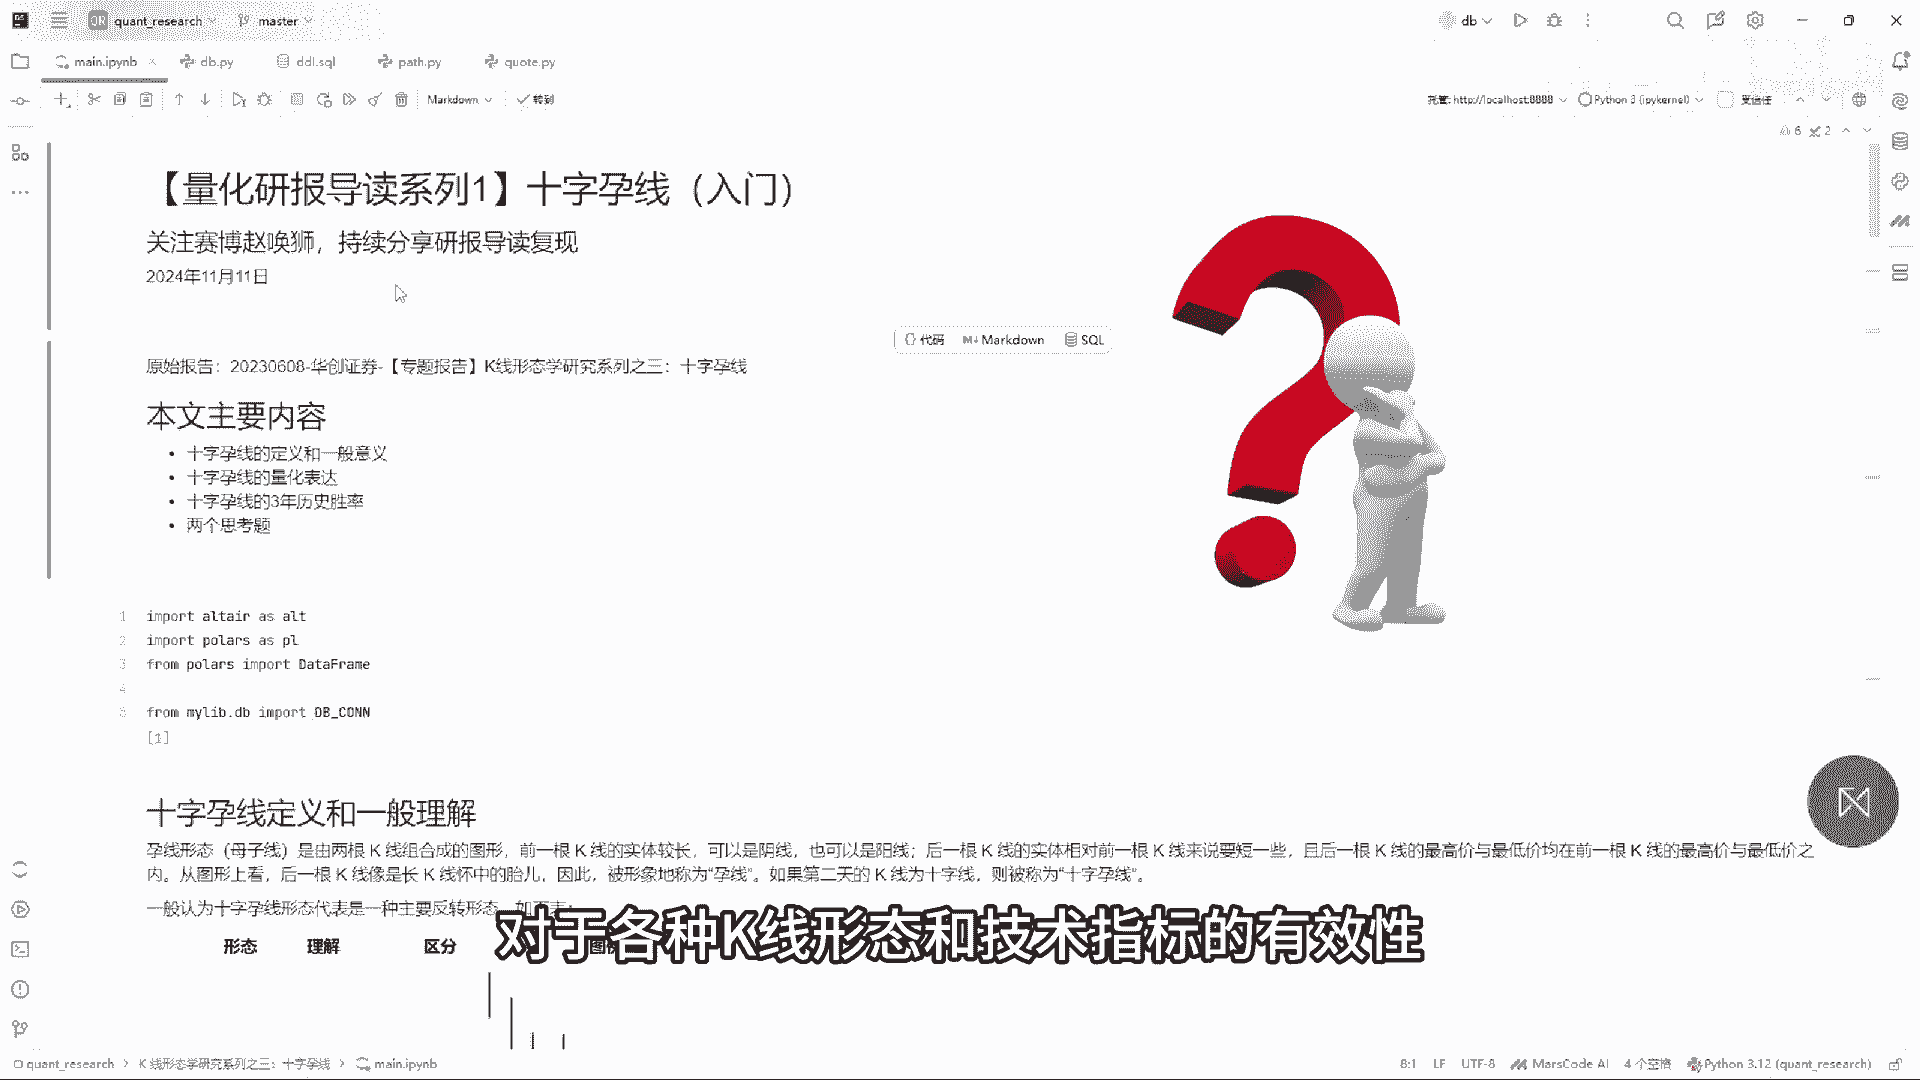 QR quant_research master db
main.ipynb db.py ddl.sql path.py quote.py
Markdown 转到 托管: http://localhost:8888 Python 3 (ipykernel) 受信任
6 2
【量化研报导读系列1】十字孕线（入门）
关注赛博赵唤狮，持续分享研报导读复现
2024年11月11日
代码 Markdown SQL
原始报告：20230608-华创证券-【专题报告】K线形态学研究系列之三：十字孕线
本文主要内容
十字孕线的定义和一般意义
十字孕线的量化表达
十字孕线的3年历史胜率
两个思考题
1 import altair as alt
2 import polars as pl
3 from polars import DataFrame
4
5 from mylib.db import DB_CONN
[1]
十字孕线定义和一般理解
孕线形态（母子线）是由两根 K 线组合成的图形，前一根 K 线的实体较长，可以是阴线，也可以是阳线；后一根 K 线的实体相对前一根 K 线来说要短一些，且后一根 K 线的最高价与最低价均在前一根 K 线的最高价与最低价之
内。从图形上看，后一根 K 线像是长 K 线怀中的胎儿，因此，被形象地称为“孕线”。如果第二天的 K 线为十字线，则被称为“十字孕线”。
一般认为十字孕线形态代表是一种主要反转形态，如下表：
形态 理解 区分
对于各种K线形态和技术指标的有效性
quant_research K 线形态学研究系列之三：十字孕线 main.ipynb 8:1 LF UTF-8 MarsCode AI 4 个空格 Python 3.12 (quant_research)